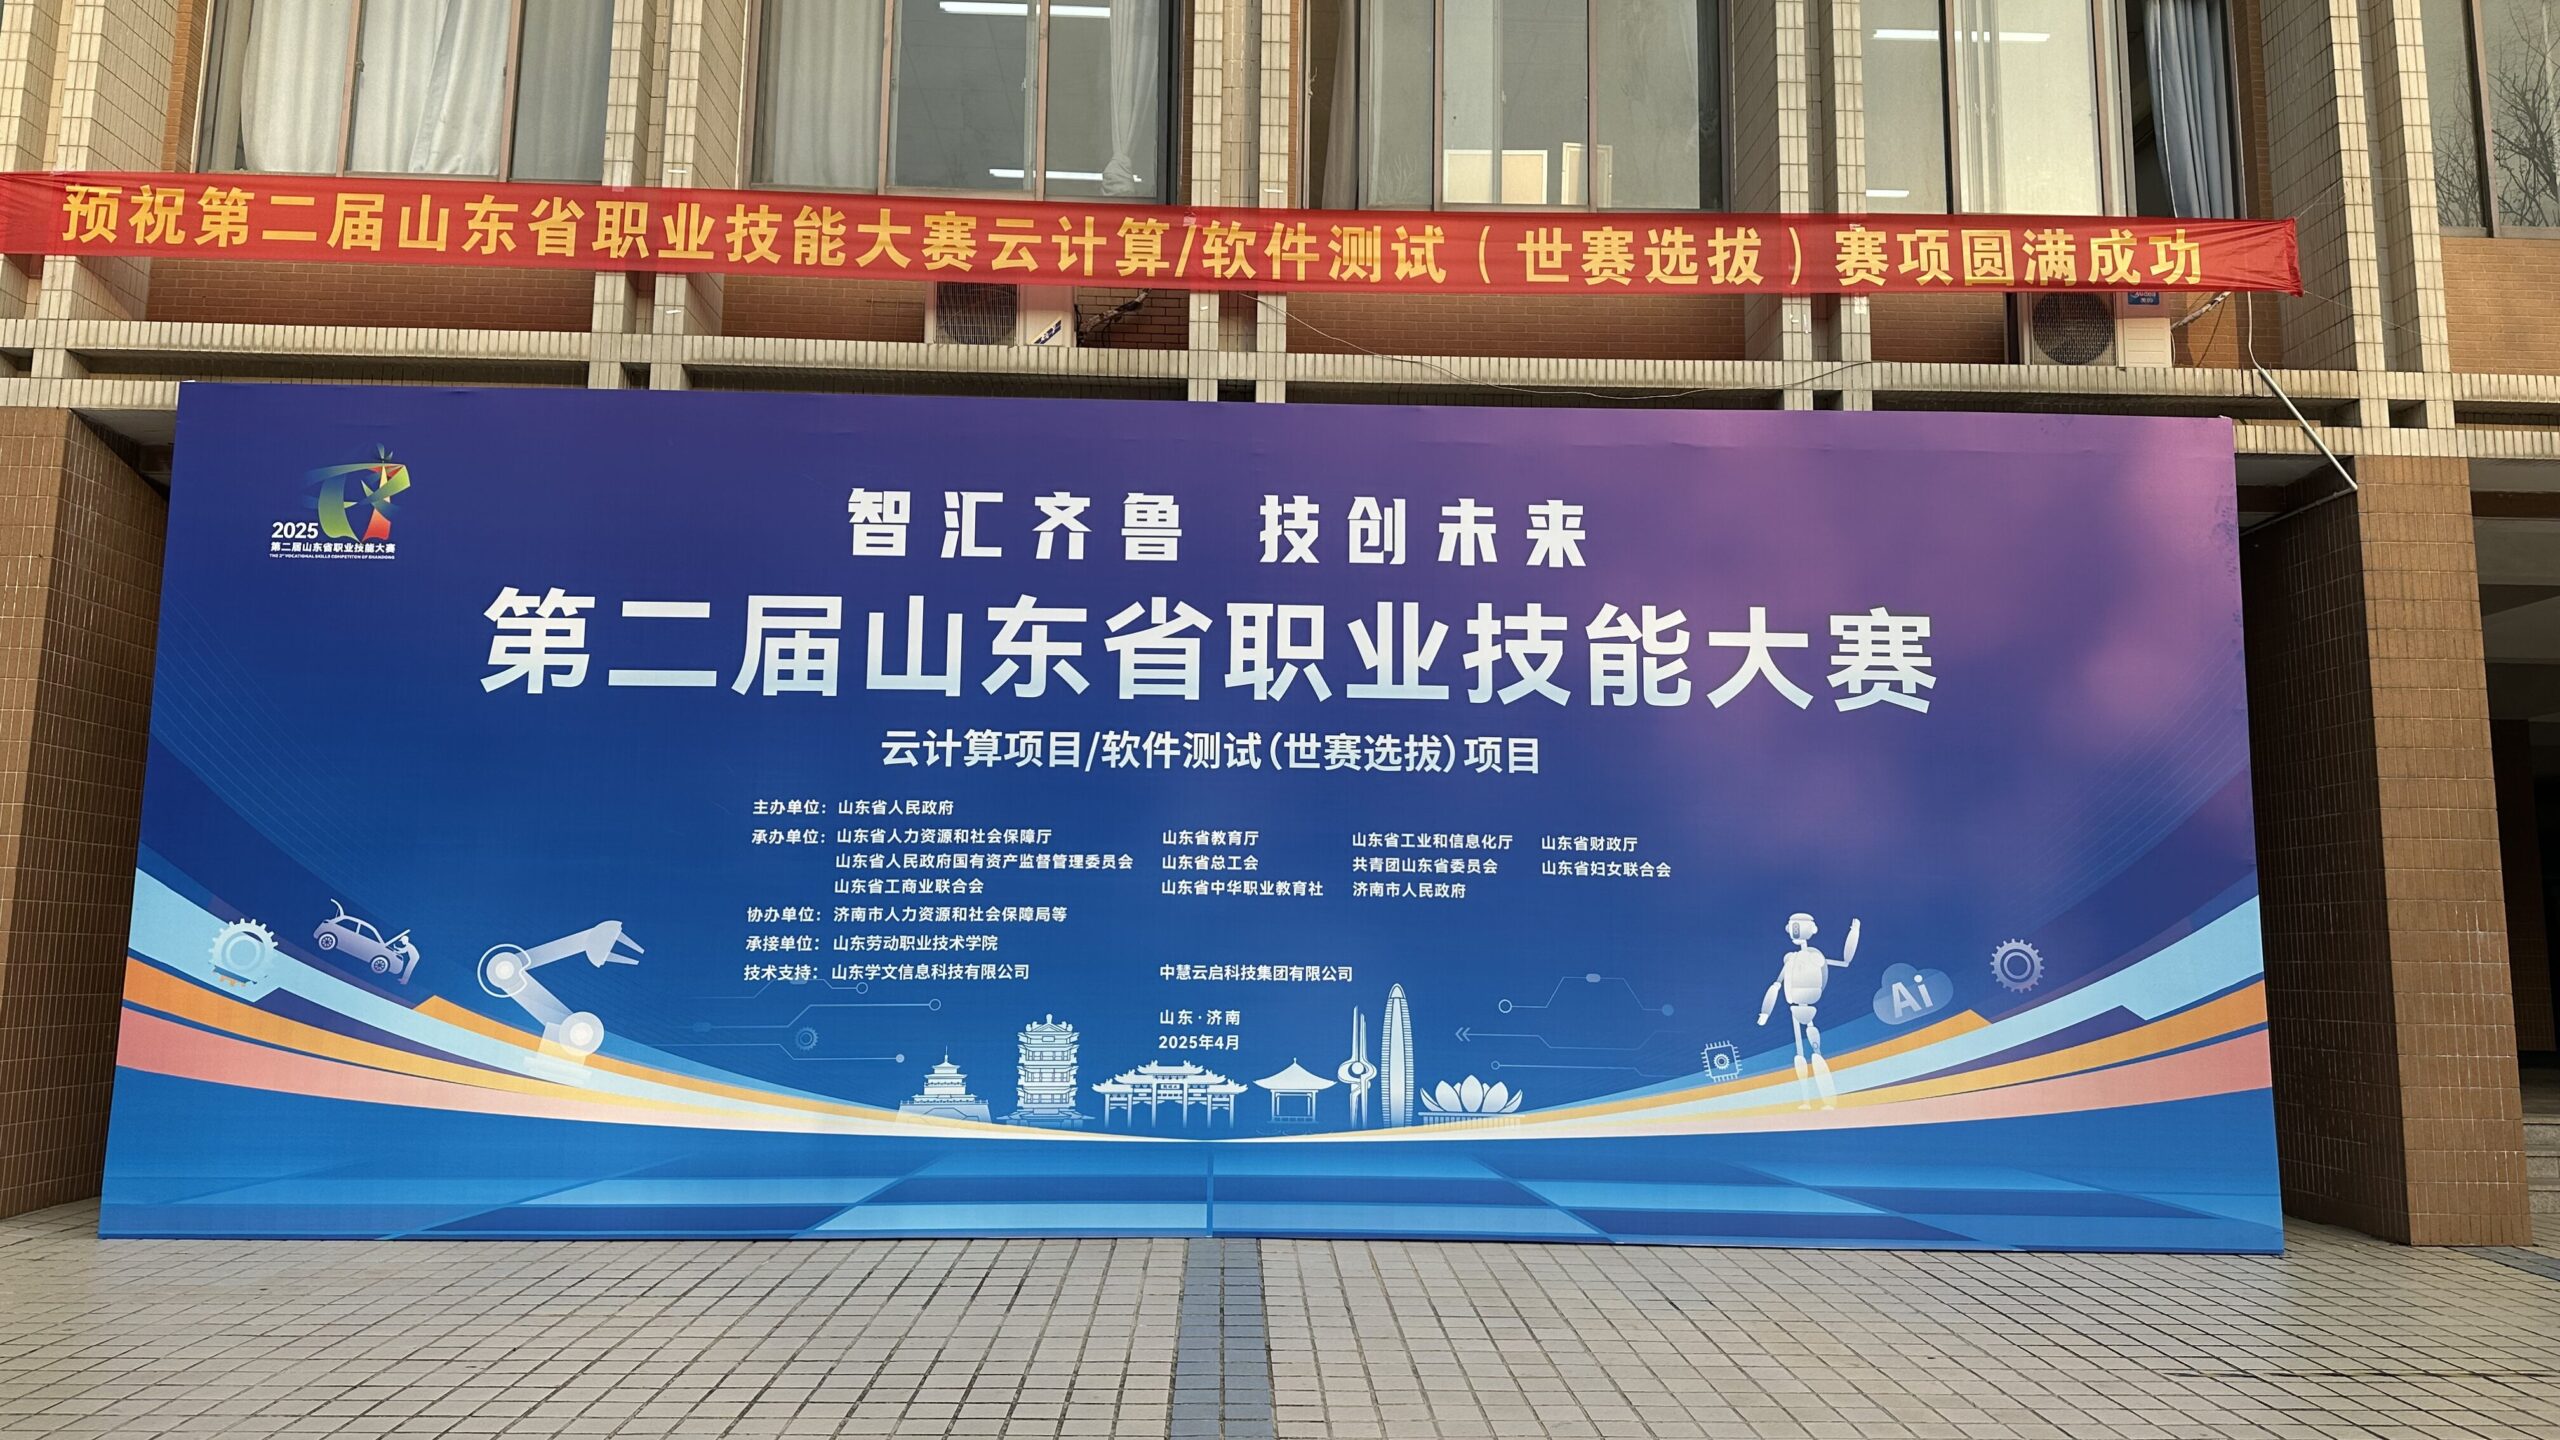 预祝第二届山东省职业技能大赛云计算/软件测试(世赛选拔)赛项圆满成功
2025
第二届山东省职业技能大赛
THE 2ND VOCATIONAL SKILLS COMPETITION OF SHANDONG
智汇齐鲁 技创未来
第二届山东省职业技能大赛
云计算项目/软件测试(世赛选拔)项目
主办单位:山东省人民政府
承办单位:山东省人力资源和社会保障厅 山东省教育厅 山东省工业和信息化厅 山东省财政厅
山东省人民政府国有资产监督管理委员会 山东省总工会 共青团山东省委员会 山东省妇女联合会
山东省工商业联合会 山东省中华职业教育社 济南市人民政府
协办单位:济南市人力资源和社会保障局等
承接单位:山东劳动职业技术学院
技术支持:山东学文信息科技有限公司 中慧云启科技集团有限公司
山东·济南
2025年4月
Ai